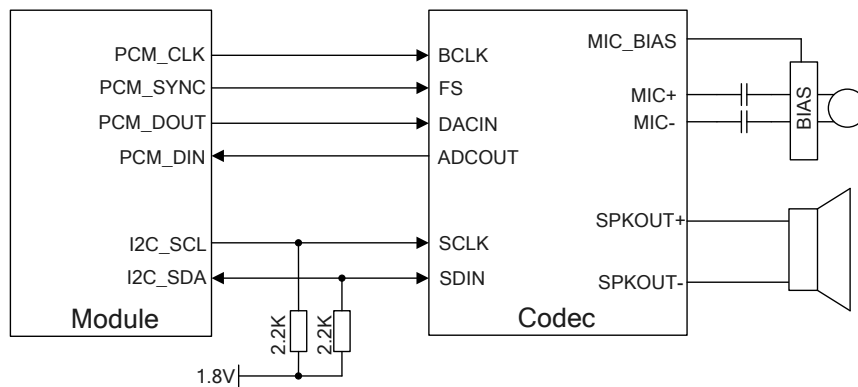 PCM_CLK
PCM_SYNC
PCM_DOUT
PCM_DIN
I2C_SCL
I2C_SDA
Module
BCLK
FS
DACIN
ADCOUT
SCLK
SDIN
Codec
MIC_BIAS
MIC+
MIC-
SPKOUT+
SPKOUT-
BIAS
2.2K
2.2K
1.8V